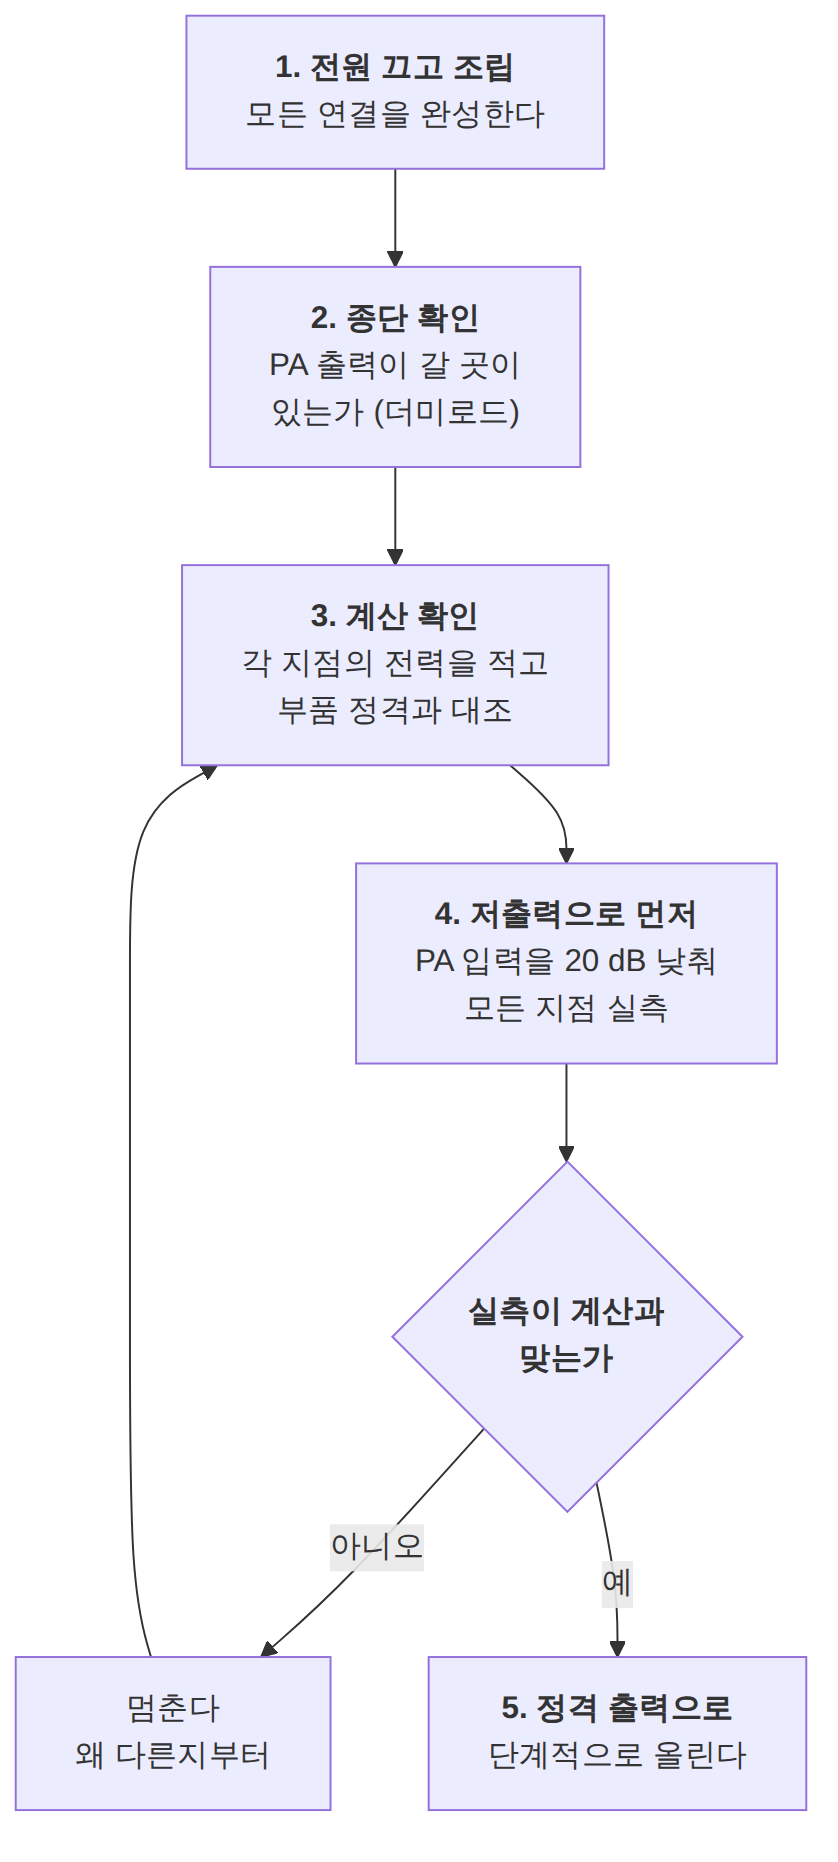 1. 전원 끄고 조립
모든 연결을 완성한다
2. 종단 확인
PA 출력이 갈 곳이
있는가 (더미로드)
3. 계산 확인
각 지점의 전력을 적고
부품 정격과 대조
4. 저출력으로 먼저
PA 입력을 20 dB 낮춰
모든 지점 실측
실측이 계산과
맞는가
아니오
예
멈춘다
왜 다른지부터
5. 정격 출력으로
단계적으로 올린다